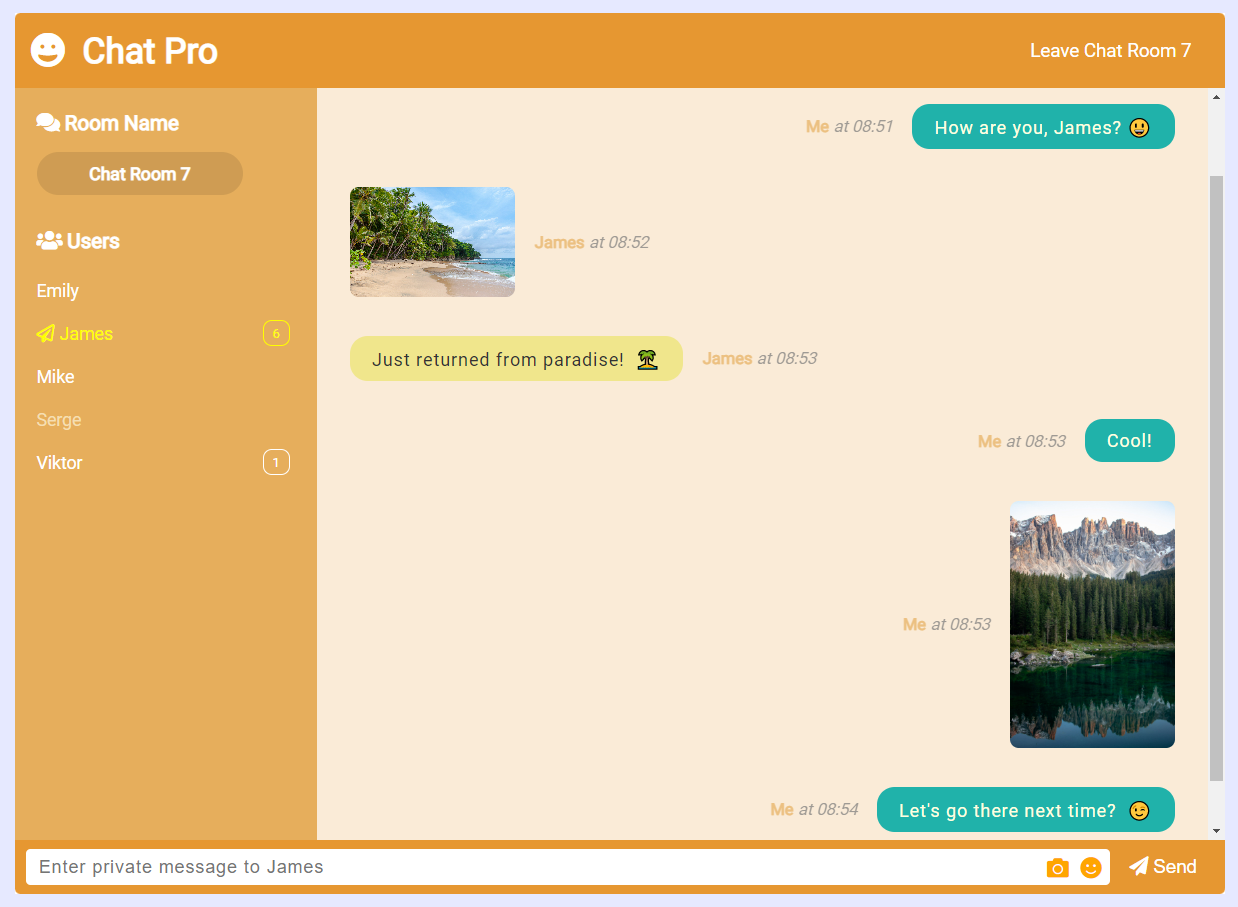 Chat Pro
Leave Chat Room 7
Room Name
Chat Room 7
Users
Emily
James 6
Mike
Serge
Viktor 1
Me at 08:51 How are you, James? 😃
James at 08:52
Just returned from paradise! 🏝️ James at 08:53
Me at 08:53 Cool!
Me at 08:53
Me at 08:54 Let's go there next time? 😉
Enter private message to James
Send